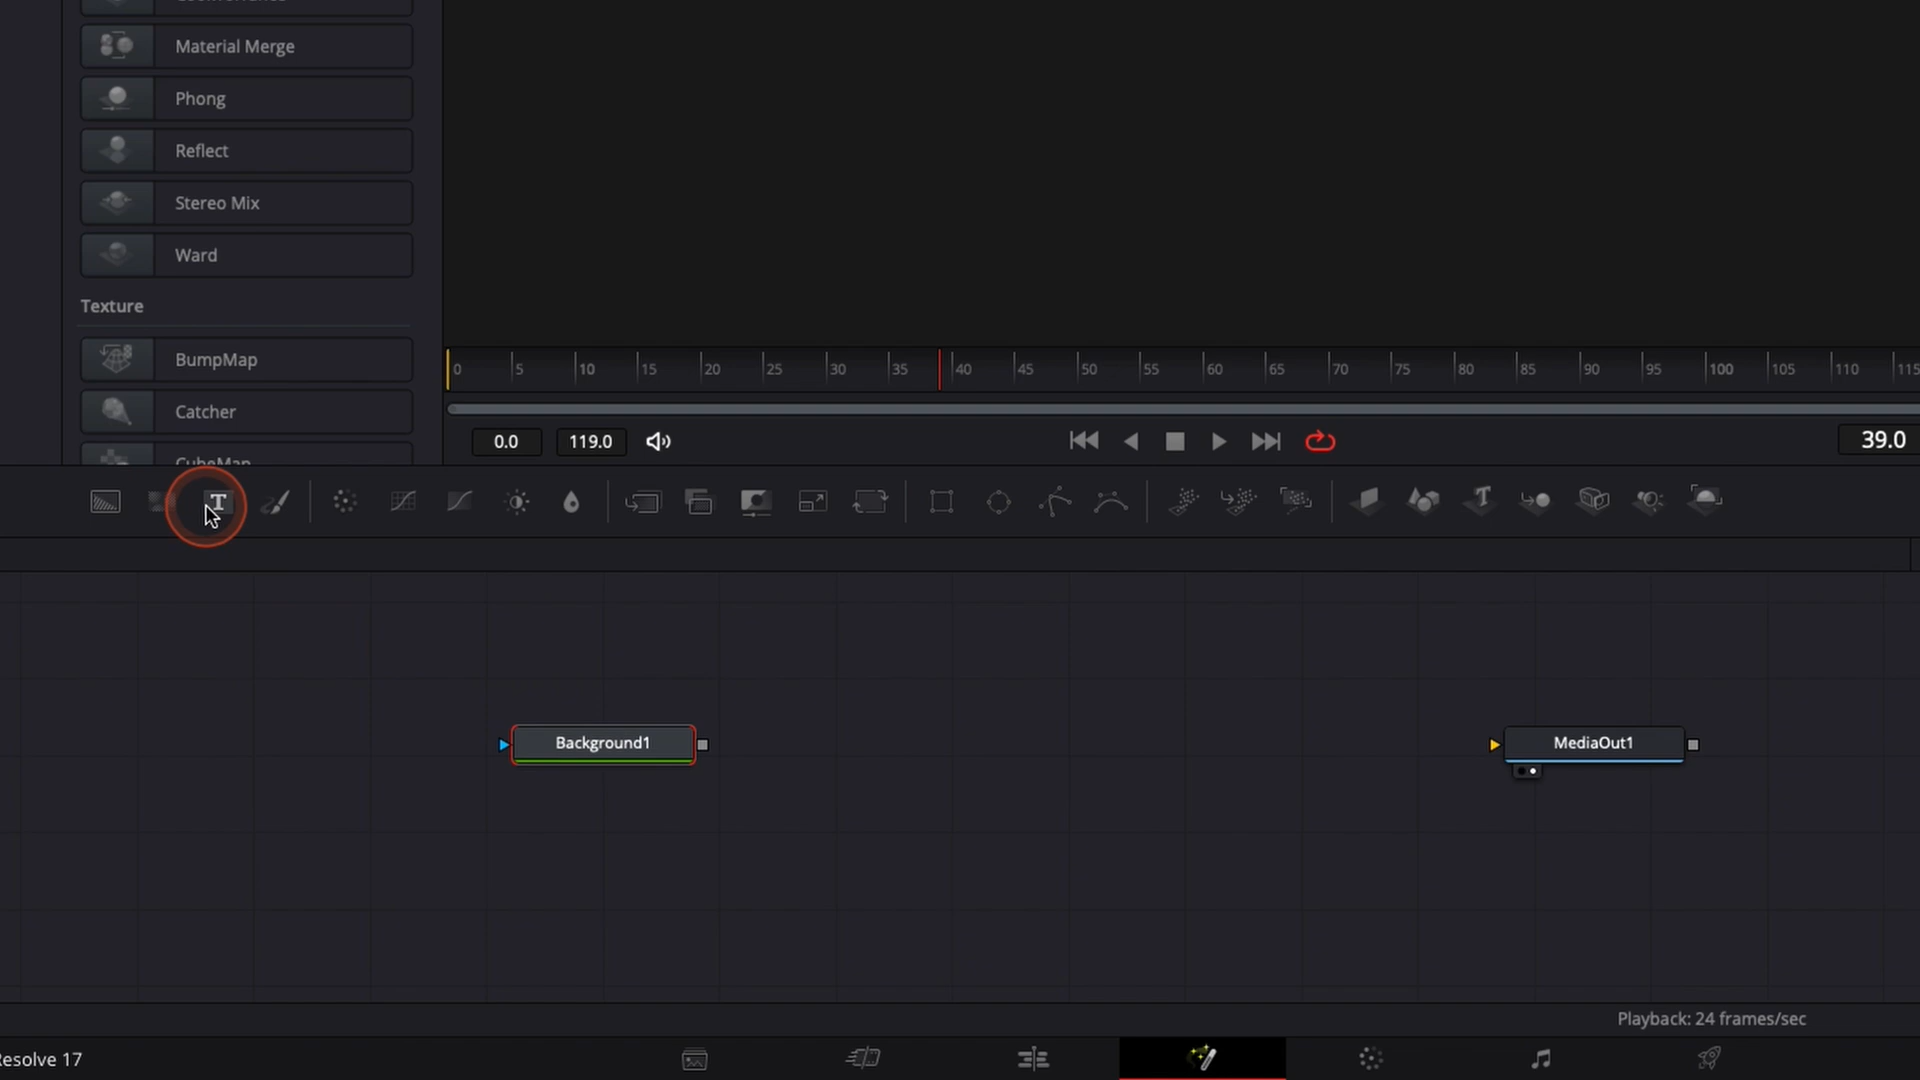 Material Merge
Phong
Reflect
Stereo Mix
Ward
Texture
BumpMap
Catcher
CubeMap
0 5 10 15 20 25 30 35 40 45 50 55 60 65 70 75 80 85 90 95 100 105 110 115
0.0 119.0 39.0
T T
Background1 MediaOut1
Playback: 24 frames/sec
Resolve 17